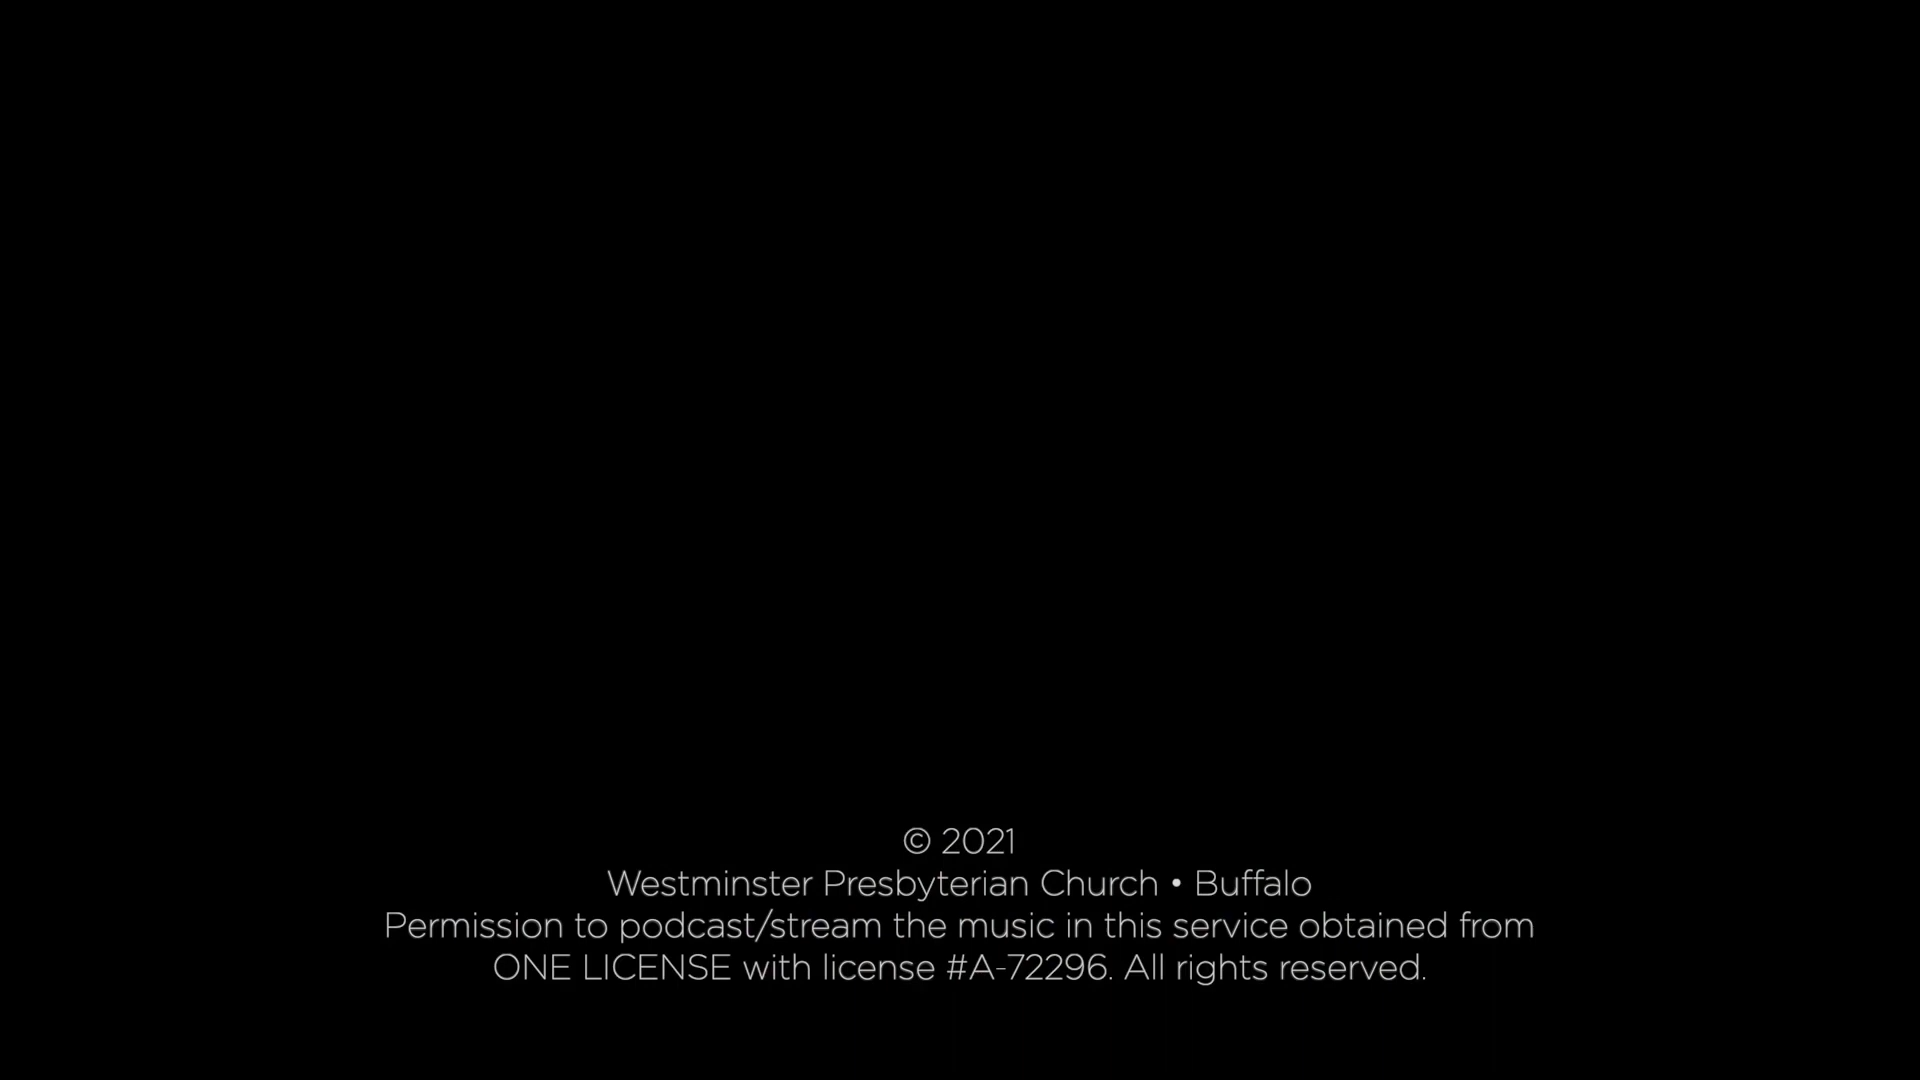 © 2021
Westminster Presbyterian Church • Buffalo
Permission to podcast/stream the music in this service obtained from
ONE LICENSE with license #A-72296. All rights reserved.